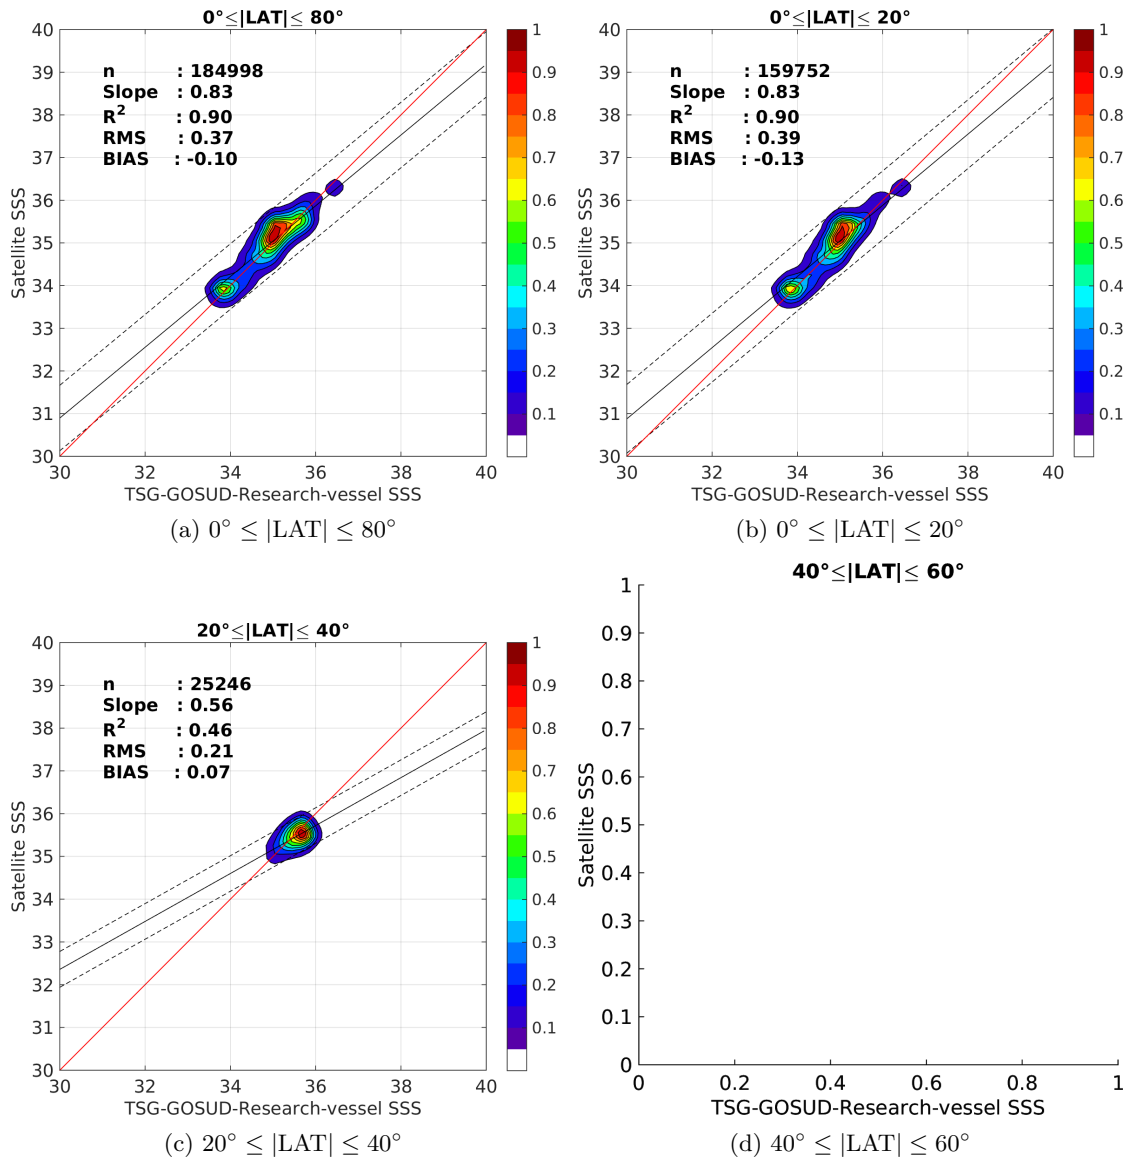 0°≤|LAT|≤ 80°
n : 184998
Slope : 0.83
R2 : 0.90
RMS : 0.37
BIAS : -0.10
Satellite SSS
40
39
38
37
36
35
34
33
32
31
30
30 32 34 36 38 40
TSG-GOSUD-Research-vessel SSS
1
0.9
0.8
0.7
0.6
0.5
0.4
0.3
0.2
0.1
(a) 0° ≤ |LAT| ≤ 80°
0°≤|LAT|≤ 20°
n : 159752
Slope : 0.83
R2 : 0.90
RMS : 0.39
BIAS : -0.13
Satellite SSS
40
39
38
37
36
35
34
33
32
31
30
30 32 34 36 38 40
TSG-GOSUD-Research-vessel SSS
1
0.9
0.8
0.7
0.6
0.5
0.4
0.3
0.2
0.1
(b) 0° ≤ |LAT| ≤ 20°
20°≤|LAT|≤ 40°
n : 25246
Slope : 0.56
R2 : 0.46
RMS : 0.21
BIAS : 0.07
Satellite SSS
40
39
38
37
36
35
34
33
32
31
30
30 32 34 36 38 40
TSG-GOSUD-Research-vessel SSS
1
0.9
0.8
0.7
0.6
0.5
0.4
0.3
0.2
0.1
(c) 20° ≤ |LAT| ≤ 40°
40°≤|LAT|≤ 60°
Satellite SSS
1
0.9
0.8
0.7
0.6
0.5
0.4
0.3
0.2
0.1
0
0 0.2 0.4 0.6 0.8 1
TSG-GOSUD-Research-vessel SSS
(d) 40° ≤ |LAT| ≤ 60°